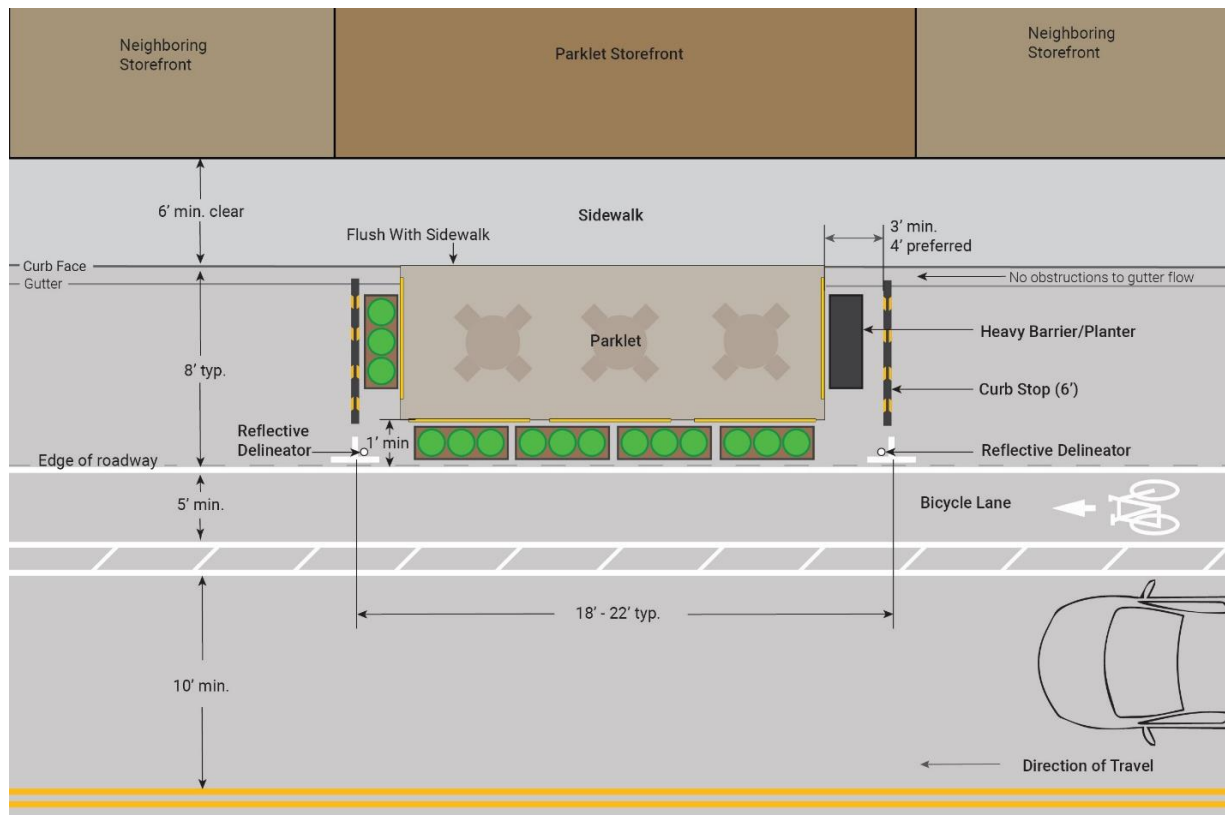 Neighboring
Storefront
Parklet Storefront
Neighboring
Storefront
6’ min. clear
Sidewalk
3’ min.
4’ preferred
Flush With Sidewalk
Curb Face
Gutter
No obstructions to gutter flow
Heavy Barrier/Planter
Parklet
8’ typ.
Curb Stop (6’)
Reflective
Delineator
1’ min
Reflective Delineator
Edge of roadway
5’ min.
Bicycle Lane
18’ - 22’ typ.
10’ min.
Direction of Travel